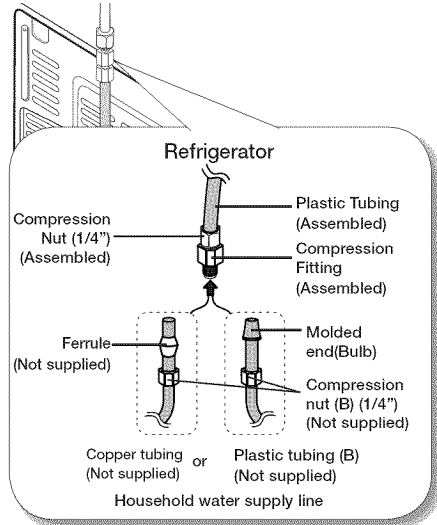 Refrigerator
Plastic Tubing
(Assembled)
Compression
Nut (1/4”)
(Assembled)
Compression
Fitting
(Assembled)
Ferrule
(Not supplied)
Molded
end(Bulb)
Compression
nut (B) (1/4”)
(Not supplied)
Copper tubing
(Not supplied)
or
Plastic tubing (B)
(Not supplied)
Household water supply line